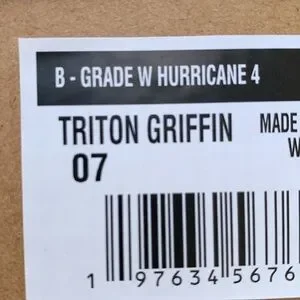 B - GRADE W HURRICANE 4
TRITON GRIFFIN MADE
07 W
1 97634 5676